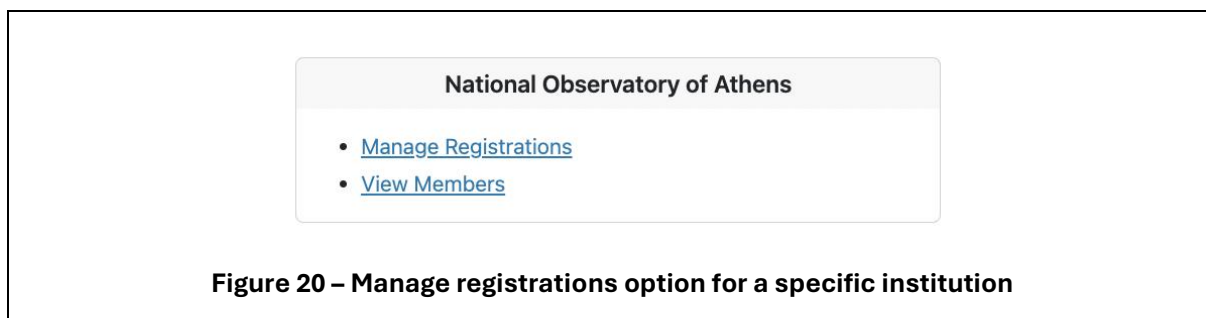 National Observatory of Athens
• Manage Registrations
• View Members
Figure 20 – Manage registrations option for a specific institution